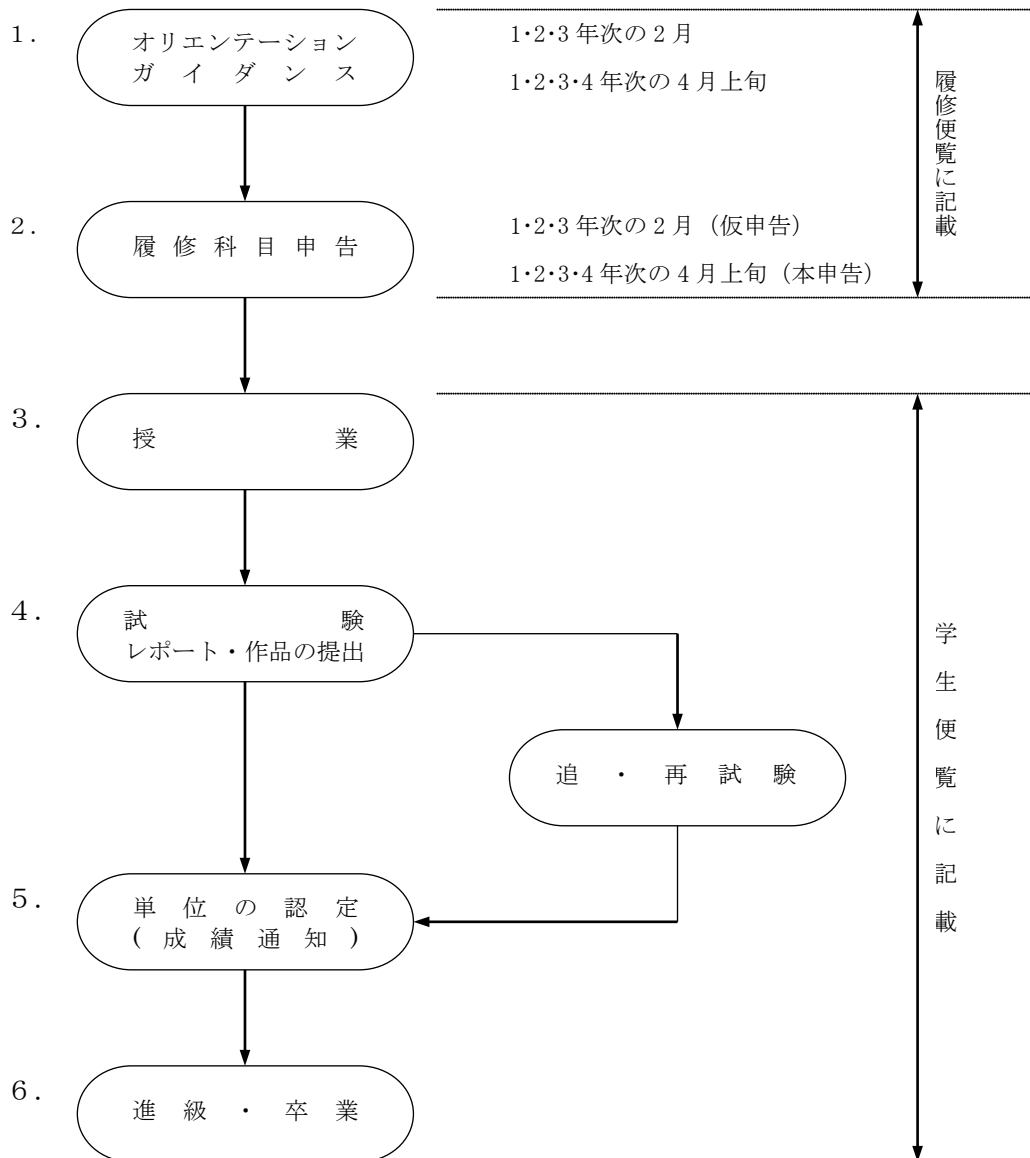 1.
オリエンテーション
ガイダンス
1･2･3年次の2月
1･2･3･4年次の4月上旬
履修便覧に記載
2.
履修科目申告
1･2･3年次の2月（仮申告）
1･2･3･4年次の4月上旬（本申告）
3.
授業
4.
試験
レポート・作品の提出
追・再試験
学生便覧に記載
5.
単位の認定
(成績通知)
6.
進級・卒業